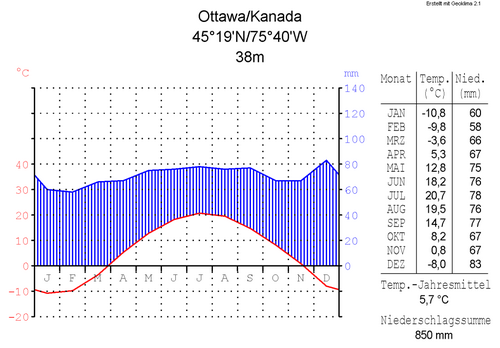 Erstellt mit Geoklima 2.1
Ottawa/Kanada
45°19'N/75°40'W
38m
°C
mm
140
120
100
40 80
30 60
20 40
10 20
0 0
-10
-20
J F M A M J J A S O N D
Monat Temp. Nied.
(°C) (mm)
JAN -10,8 60
FEB -9,8 58
MRZ -3,6 66
APR 5,3 67
MAI 12,8 75
JUN 18,2 76
JUL 20,7 78
AUG 19,5 76
SEP 14,7 77
OKT 8,2 67
NOV 0,8 67
DEZ -8,0 83
Temp.-Jahresmittel
5,7 °C
Niederschlagssumme
850 mm